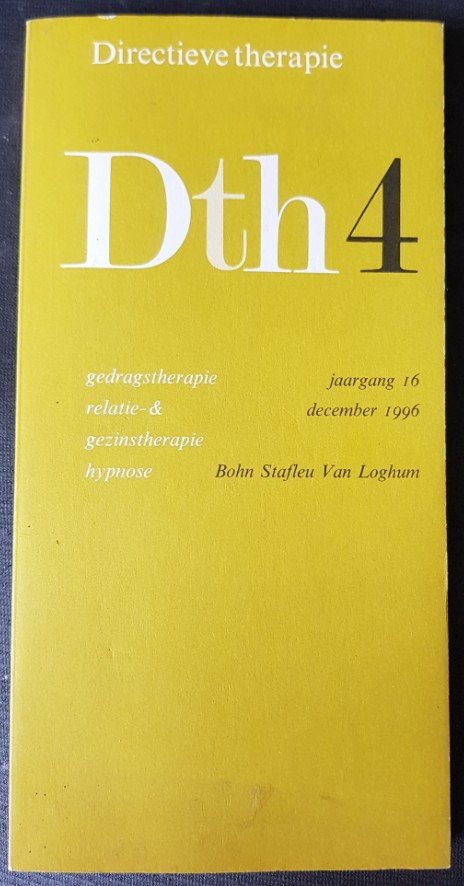 Directieve therapie
Dth 4
gedragstherapie
relatie- &
gezinstherapie
hypnose
jaargang 16
december 1996
Bohn Stafleu Van Loghum